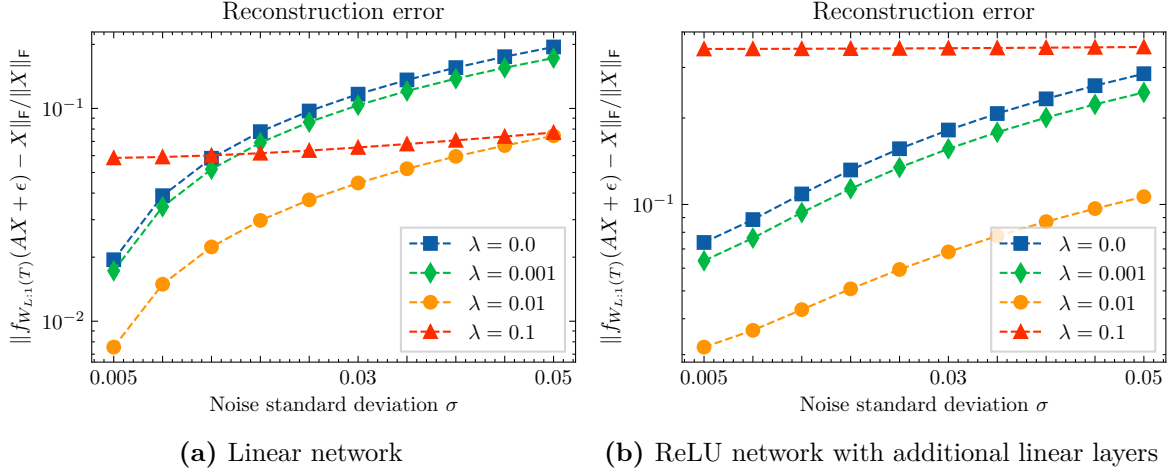 Reconstruction error
‖f_{W_{L:1}(T)}(AX + ϵ) − X‖_F/‖X‖_F
10^{−1}
10^{−2}
λ = 0.0
λ = 0.001
λ = 0.01
λ = 0.1
0.005 0.03 0.05
Noise standard deviation σ
(a) Linear network
Reconstruction error
‖f_{W_{L:1}(T)}(AX + ϵ) − X‖_F/‖X‖_F
10^{−1}
λ = 0.0
λ = 0.001
λ = 0.01
λ = 0.1
0.005 0.03 0.05
Noise standard deviation σ
(b) ReLU network with additional linear layers